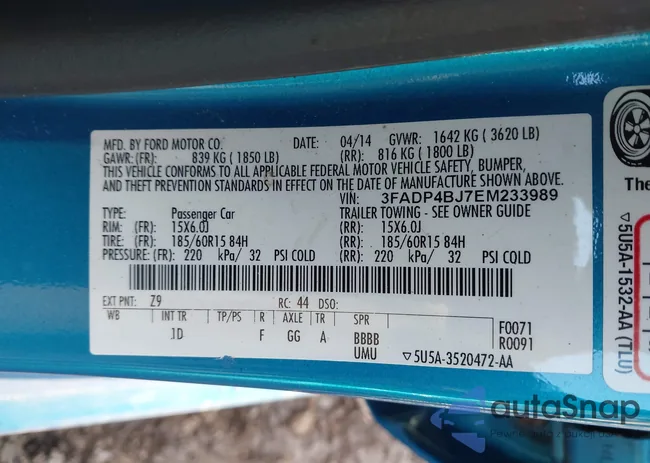 MFD. BY FORD MOTOR CO. DATE: 04/14 GVWR: 1642 KG ( 3620 LB)
GAWR: (FR): 839 KG ( 1850 LB) (RR): 816 KG ( 1800 LB)
THIS VEHICLE CONFORMS TO ALL APPLICABLE FEDERAL MOTOR VEHICLE SAFETY, BUMPER,
AND THEFT PREVENTION STANDARDS IN EFFECT ON THE DATE OF MANUFACTURE SHOWN ABOVE.
VIN: 3FADP4BJ7EM233989
TYPE: Passenger Car TRAILER TOWING - SEE OWNER GUIDE
RIM: (FR): 15X6.0J (RR): 15X6.0J
TIRE: (FR): 185/60R15 84H (RR): 185/60R15 84H
PRESSURE: (FR): 220 kPa/ 32 PSI COLD (RR): 220 kPa/ 32 PSI COLD
EXT PNT: Z9 RC: 44 DSO:
WB INT TR TP/PS R AXLE TR SPR F0071
JD F GG A BBBB R0091
UMU ▽5U5A-3520472-AA
The
▽5U5A-1532-AA (TLU)
autoSnap